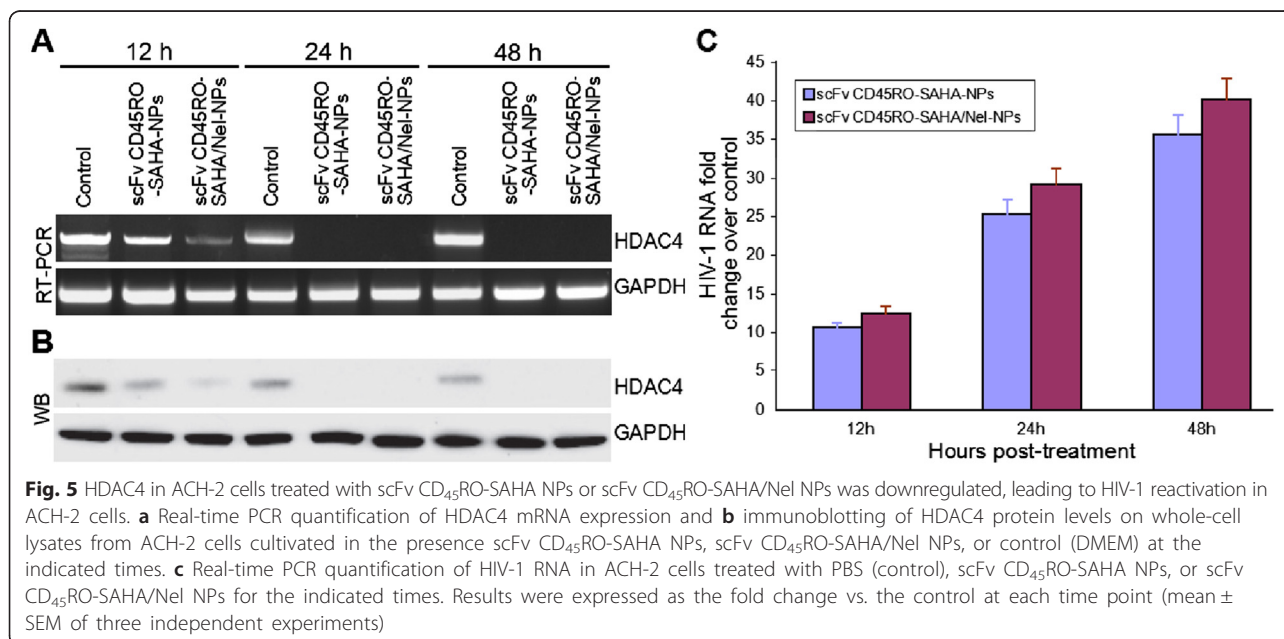 A
12 h
24 h
48 h
Control
scFv CD45RO
-SAHA-NPs
scFv CD45RO-
SAHA/Nel-NPs
Control
scFv CD45RO
-SAHA-NPs
scFv CD45RO-
SAHA/Nel-NPs
Control
scFv CD45RO
-SAHA-NPs
scFv CD45RO-
SAHA/Nel-NPs
RT-PCR
HDAC4
GAPDH
B
WB
HDAC4
GAPDH
C
HIV-1 RNA fold
change over control
45
40
35
30
25
20
15
10
5
0
scFv CD45RO-SAHA-NPs
scFv CD45RO-SAHA/Nel-NPs
12h
24h
48h
Hours post-treatment
Fig. 5 HDAC4 in ACH-2 cells treated with scFv CD₄₅RO-SAHA NPs or scFv CD₄₅RO-SAHA/Nel NPs was downregulated, leading to HIV-1 reactivation in
ACH-2 cells. a Real-time PCR quantification of HDAC4 mRNA expression and b immunoblotting of HDAC4 protein levels on whole-cell
lysates from ACH-2 cells cultivated in the presence scFv CD₄₅RO-SAHA NPs, scFv CD₄₅RO-SAHA/Nel NPs, or control (DMEM) at the
indicated times. c Real-time PCR quantification of HIV-1 RNA in ACH-2 cells treated with PBS (control), scFv CD₄₅RO-SAHA NPs, or scFv
CD₄₅RO-SAHA/Nel NPs for the indicated times. Results were expressed as the fold change vs. the control at each time point (mean ±
SEM of three independent experiments)